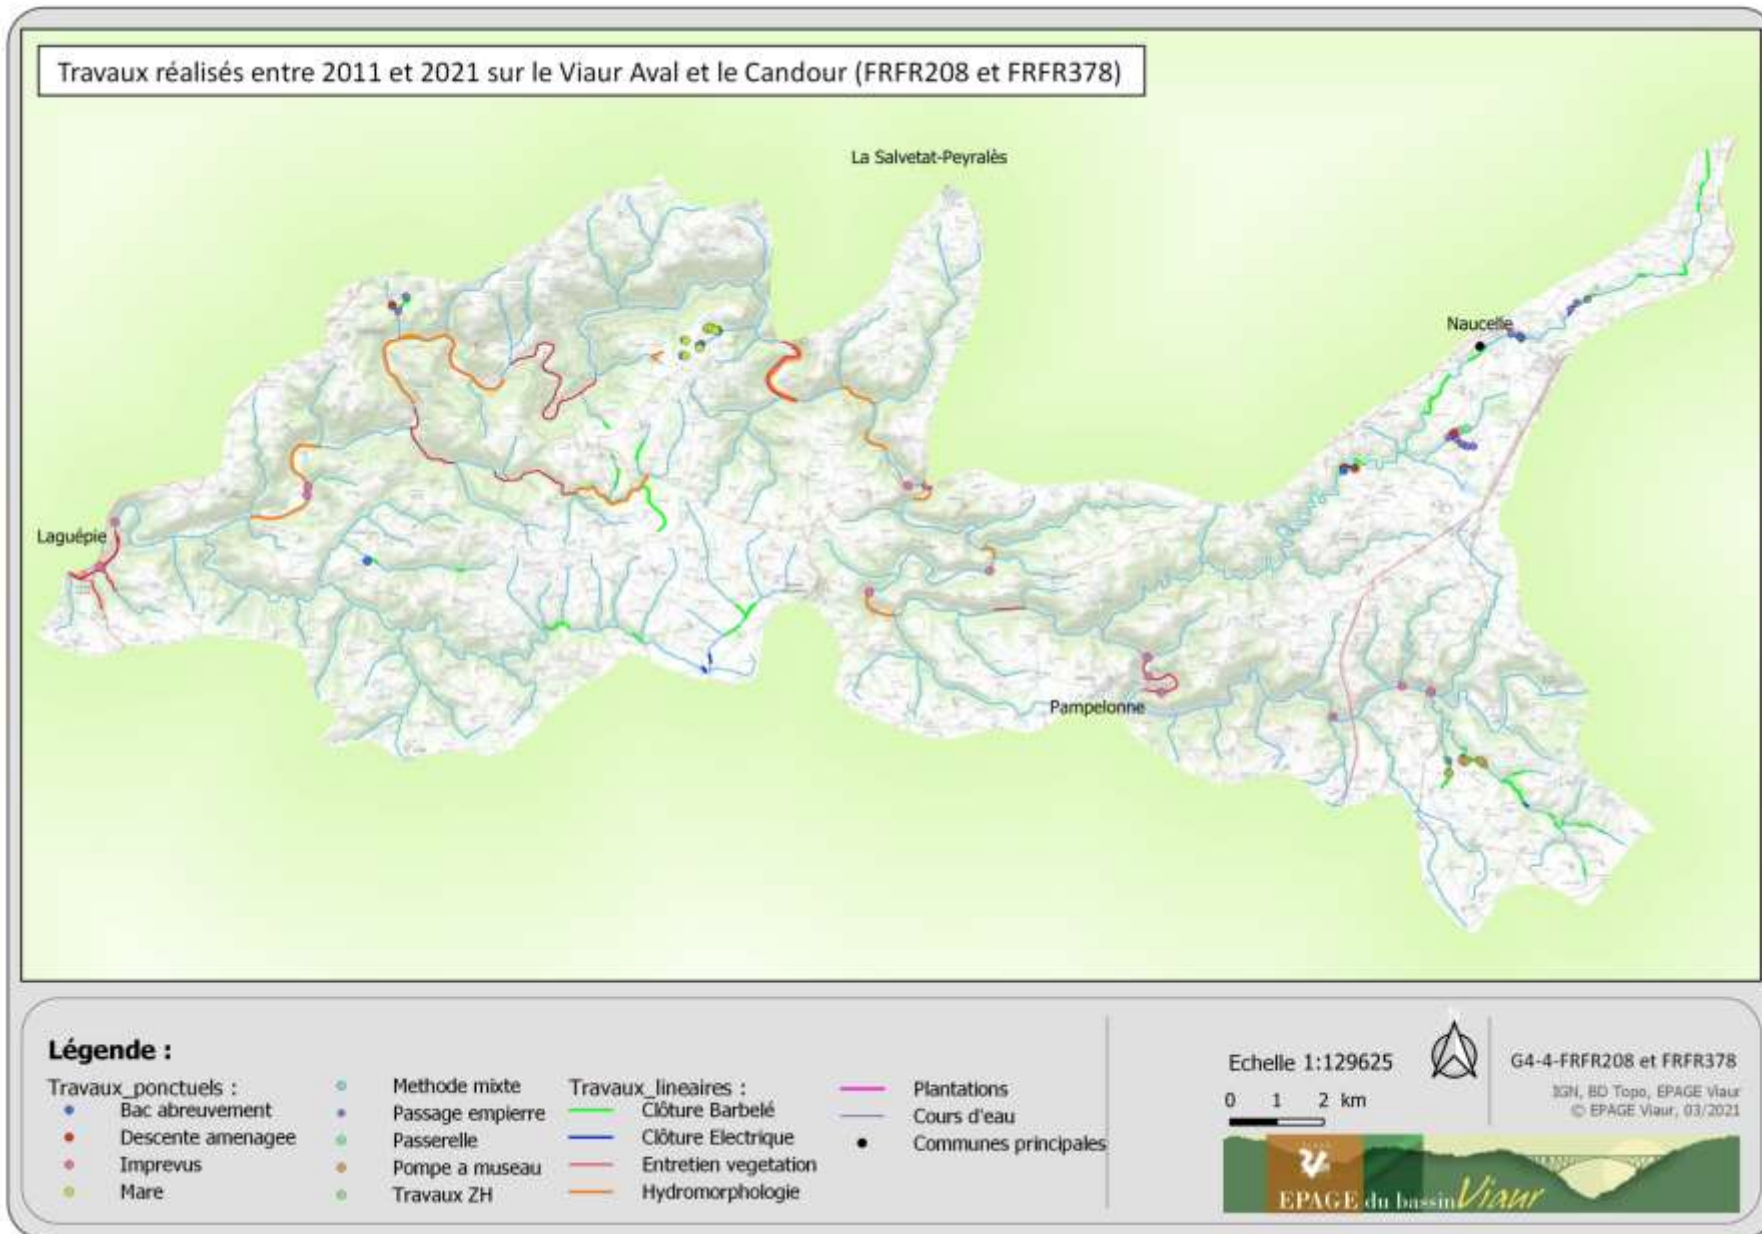 Travaux réalisés entre 2011 et 2021 sur le Viaur Aval et le Candour (FRFR208 et FRFR378)
La Salvetat-Peyralès
Naucelle
Laguépie
Pampelonne
Légende :
Travaux_ponctuels :
Bac abreuvement
Descente amenagee
Imprevus
Mare
Methode mixte
Passage empierre
Passerelle
Pompe a museau
Travaux ZH
Travaux_lineaires :
Clôture Barbelé
Clôture Electrique
Entretien vegetation
Hydromorphologie
Plantations
Cours d'eau
Communes principales
Echelle 1:129625
0 1 2 km
G4-4-FRFR208 et FRFR378
IGN, BD Topo, EPAGE Viaur
© EPAGE Viaur, 03/2021
EPAGE du bassin Viaur